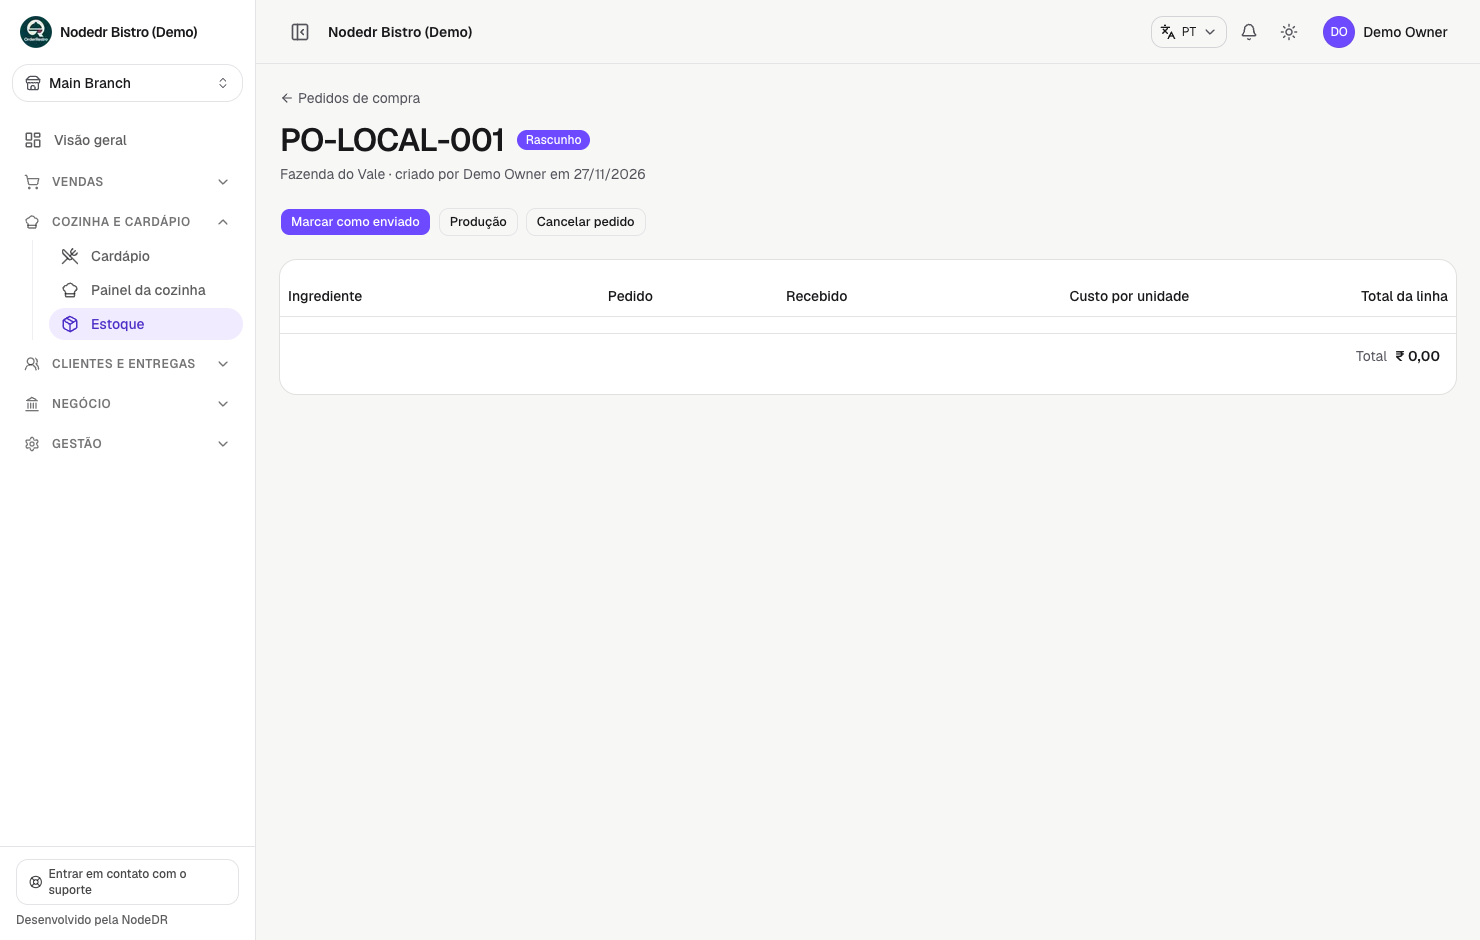 Nodedr Bistro (Demo)
Main Branch
Visão geral
VENDAS
COZINHA E CARDÁPIO
Cardápio
Painel da cozinha
Estoque
CLIENTES E ENTREGAS
NEGÓCIO
GESTÃO
Entrar em contato com o
suporte
Desenvolvido pela NodeDR
Nodedr Bistro (Demo)
PT
DO
Demo Owner
← Pedidos de compra
PO-LOCAL-001 Rascunho
Fazenda do Vale · criado por Demo Owner em 27/11/2026
Marcar como enviado Produção Cancelar pedido
Ingrediente Pedido Recebido Custo por unidade Total da linha
Total ₹ 0,00